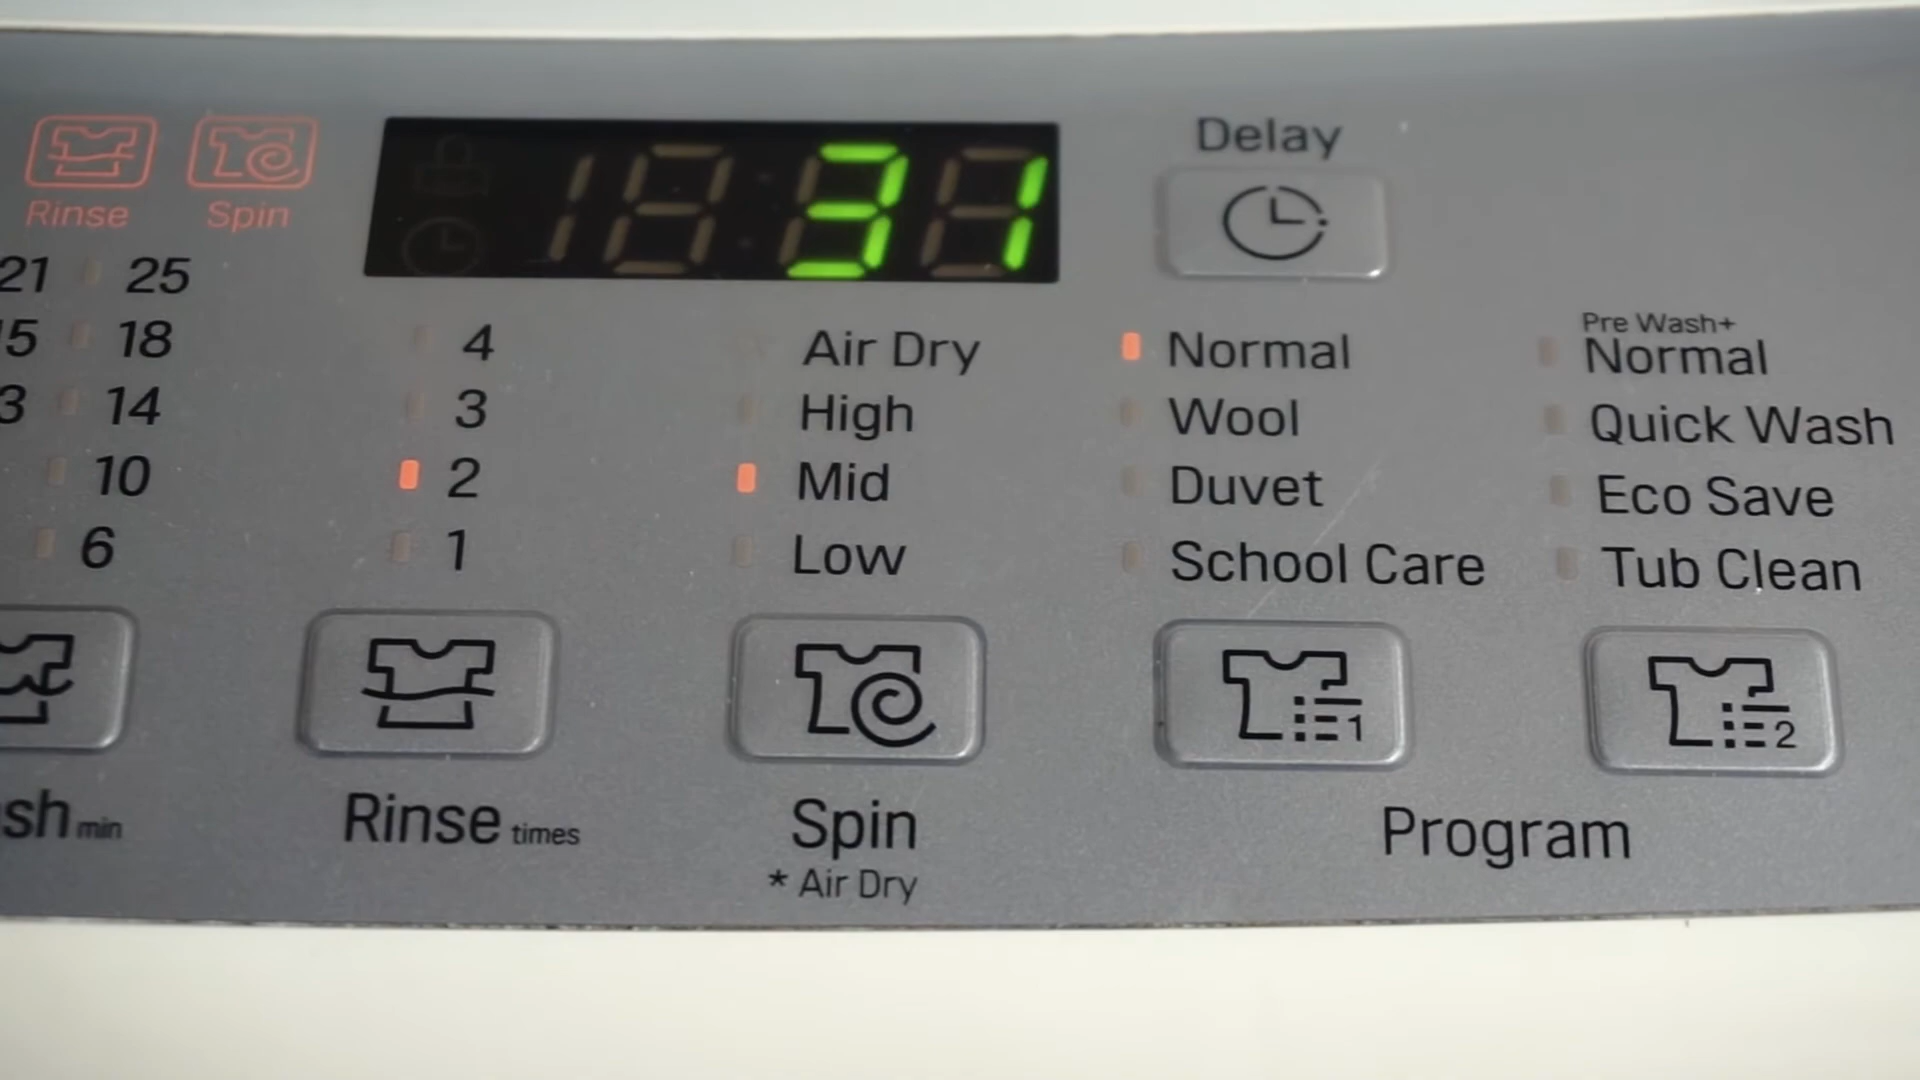 Rinse Spin
31
Delay
21 25
15 18
3 14
10
6
4
3
2
1
Air Dry
High
Mid
Low
Normal
Wool
Duvet
School Care
Pre Wash+
Normal
Quick Wash
Eco Save
Tub Clean
1
2
sh min
Rinse times
Spin
* Air Dry
Program